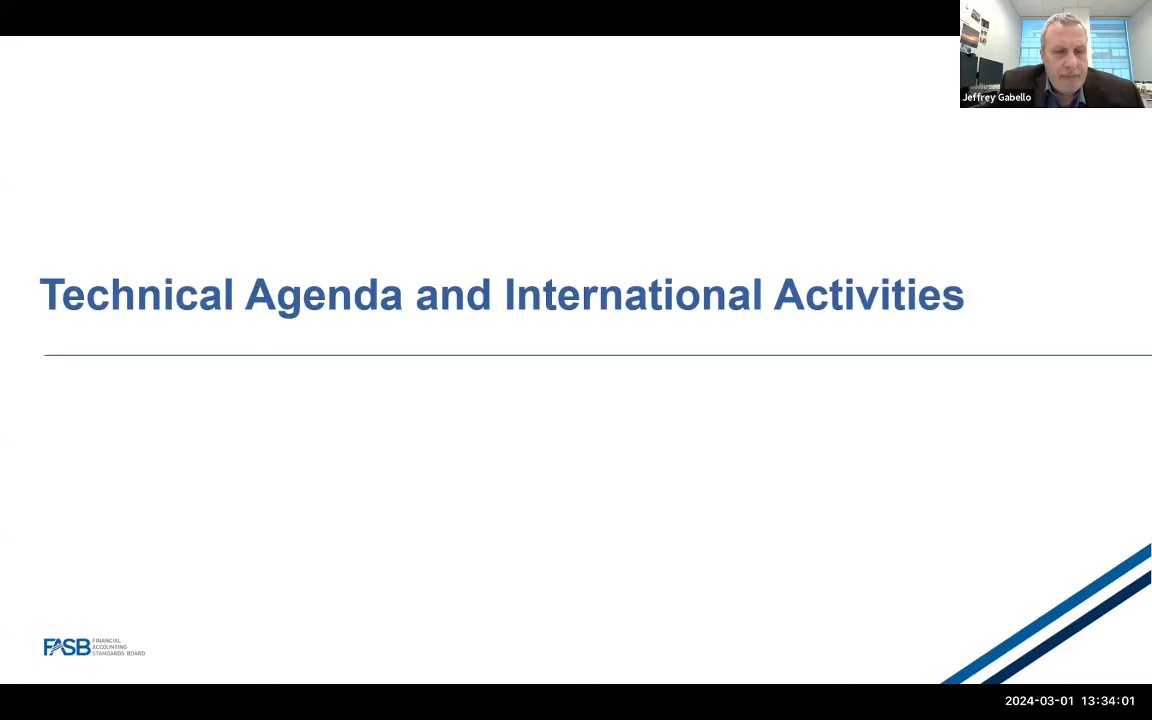 Jeffrey Gabello
Technical Agenda and International Activities
FASB
FINANCIAL
ACCOUNTING
STANDARDS BOARD
2024-03-01 13:34:01